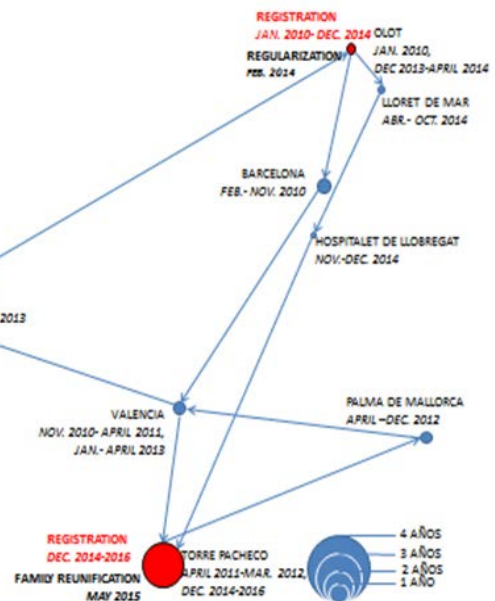 REGISTRATION
JAN. 2010- DEC. 2014
OLOT
JAN. 2010,
DEC 2013-APRIL 2014
REGULARIZATION
FEB. 2014
LLORET DE MAR
ABR.- OCT. 2014
BARCELONA
FEB.- NOV. 2010
HOSPITALET DE LLOBREGAT
NOV.-DEC. 2014
2013
PALMA DE MALLORCA
APRIL –DEC. 2012
VALENCIA
NOV. 2010- APRIL 2011,
JAN.- APRIL 2013
REGISTRATION
DEC. 2014-2016
FAMILY REUNIFICATION
MAY 2015
TORRE PACHECO
APRIL 2011-MAR. 2012,
DEC. 2014-2016
4 AÑOS
3 AÑOS
2 AÑOS
1 AÑO